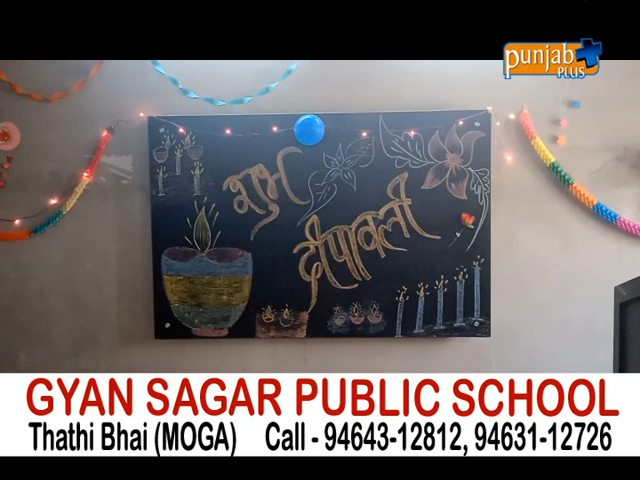 punjab
PLUS
शुभ
दीपावली
GYAN SAGAR PUBLIC SCHOOL
Thathi Bhai (MOGA) Call - 94643-12812, 94631-12726